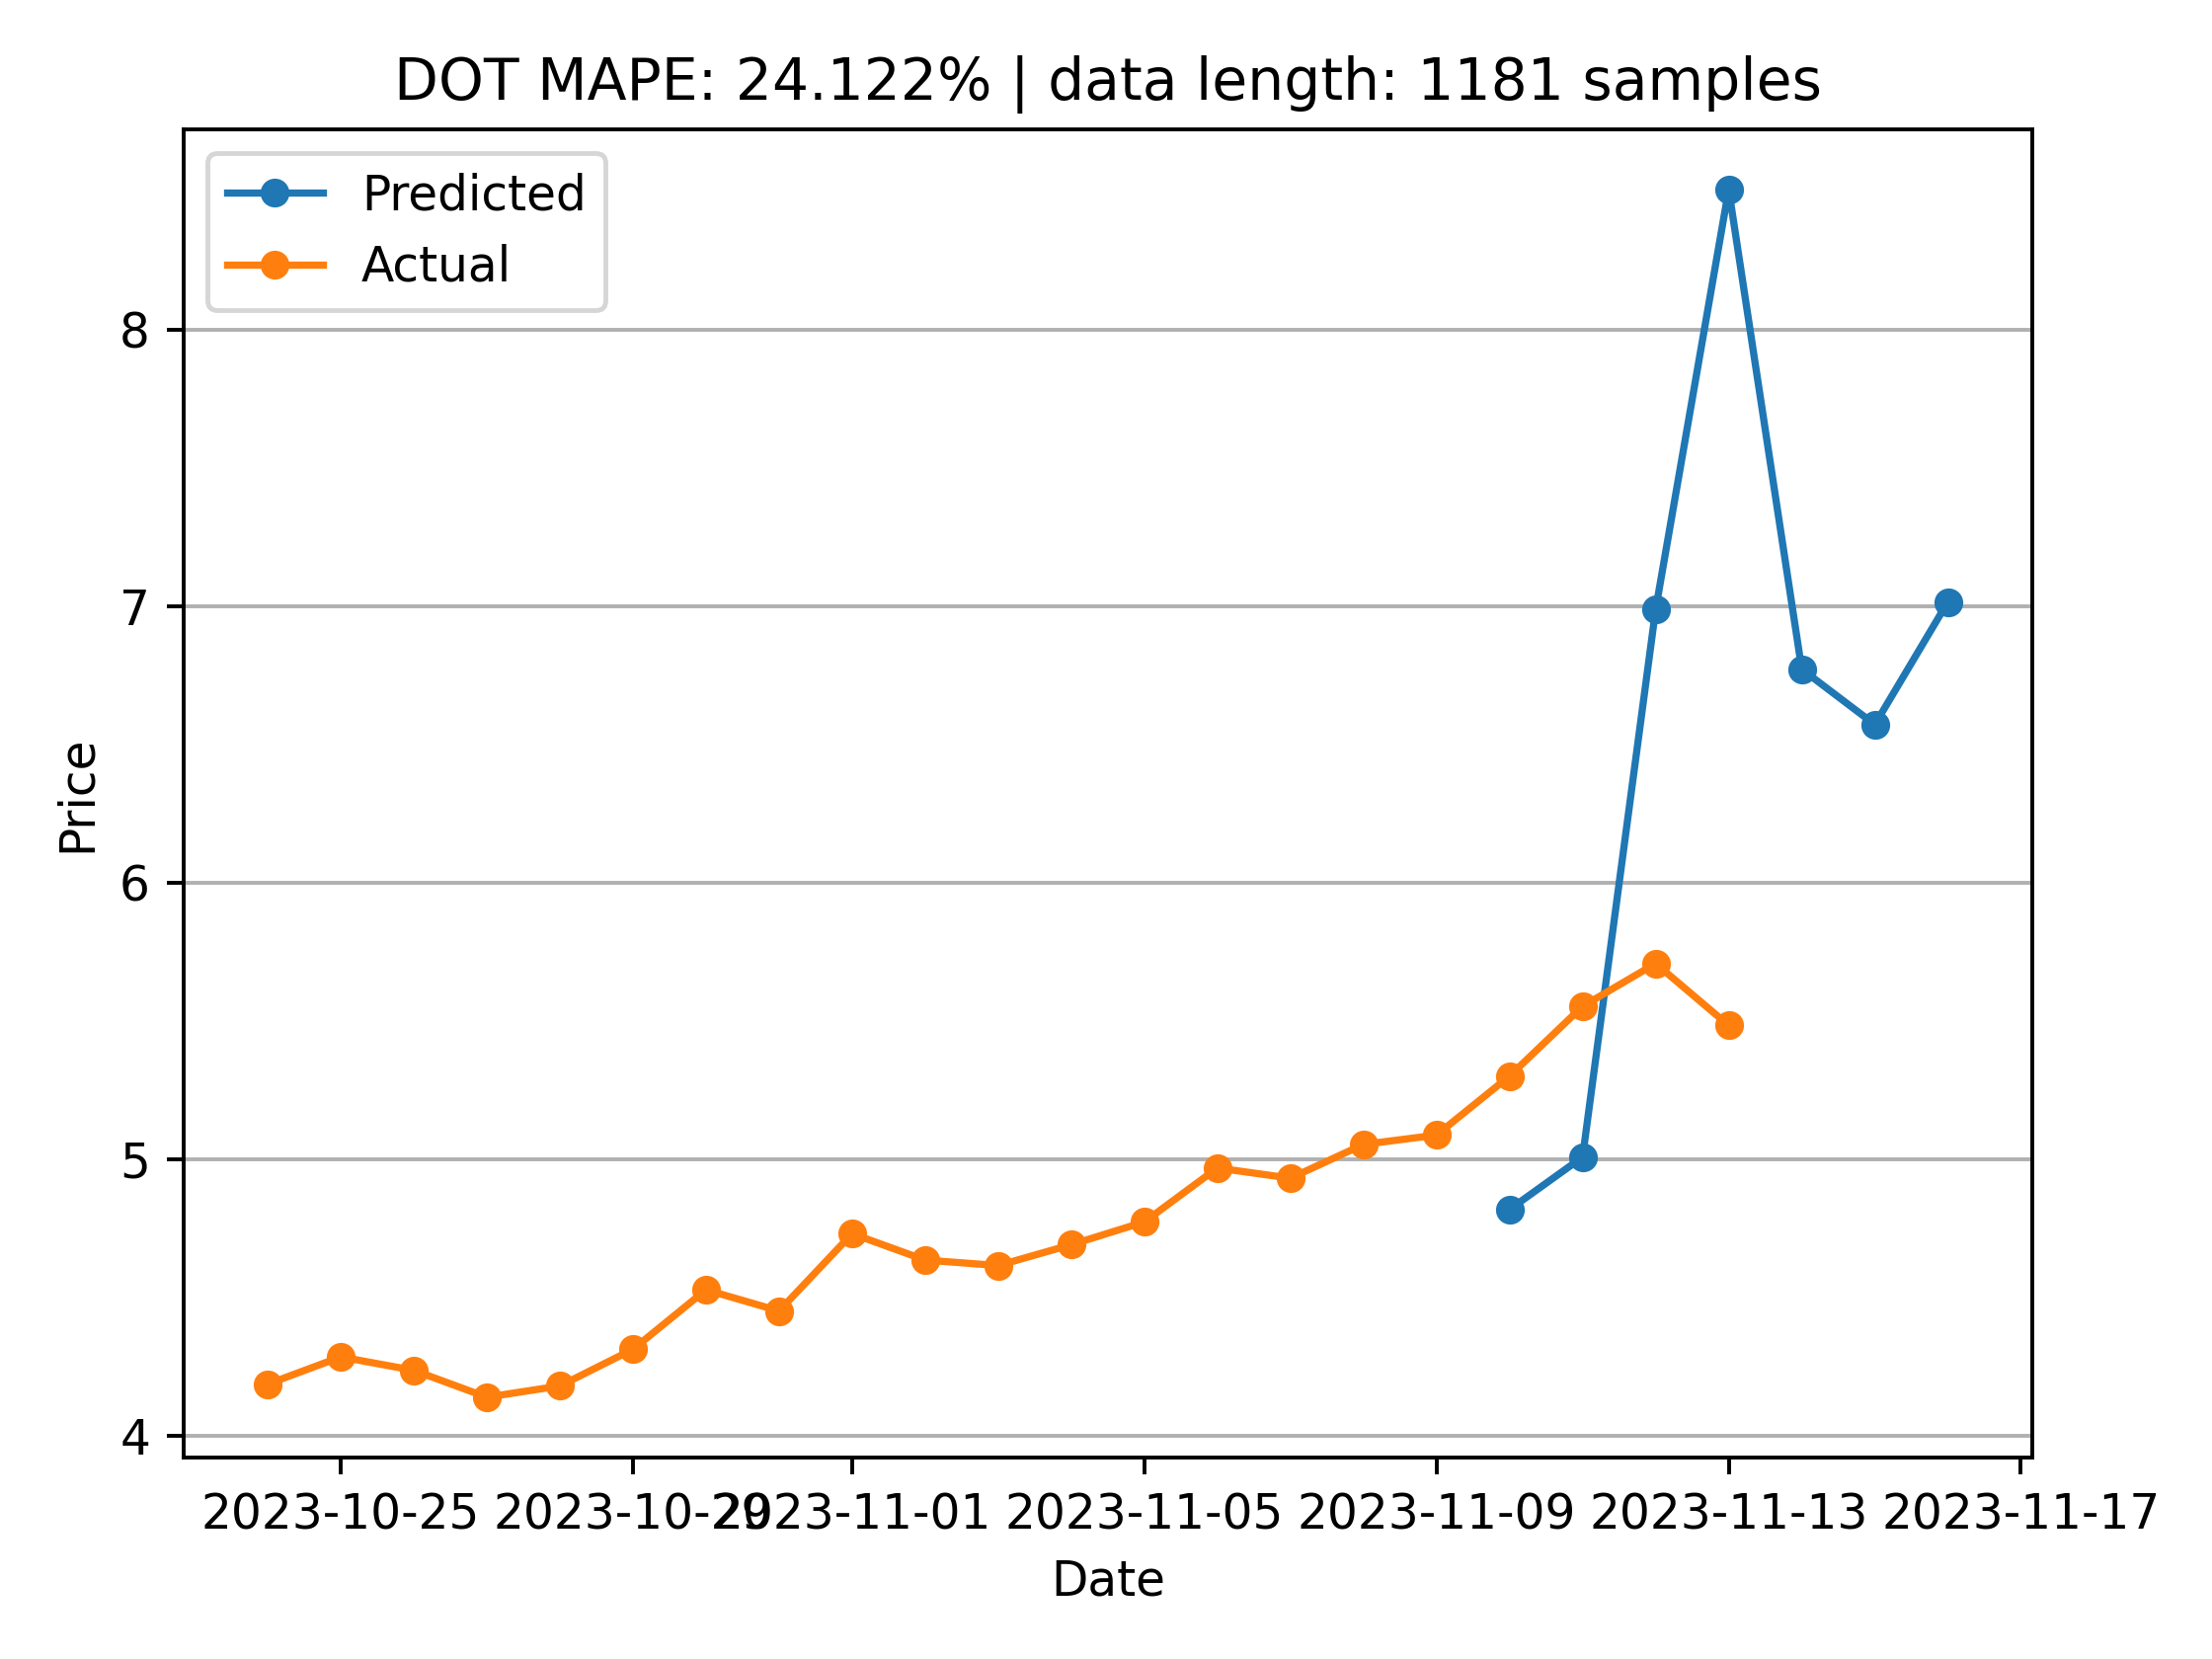 DOT MAPE: 24.122% | data length: 1181 samples
Predicted
Actual
8
7
6
5
4
Price
2023-10-25 2023-10-29 2023-11-01 2023-11-05 2023-11-09 2023-11-13 2023-11-17
Date